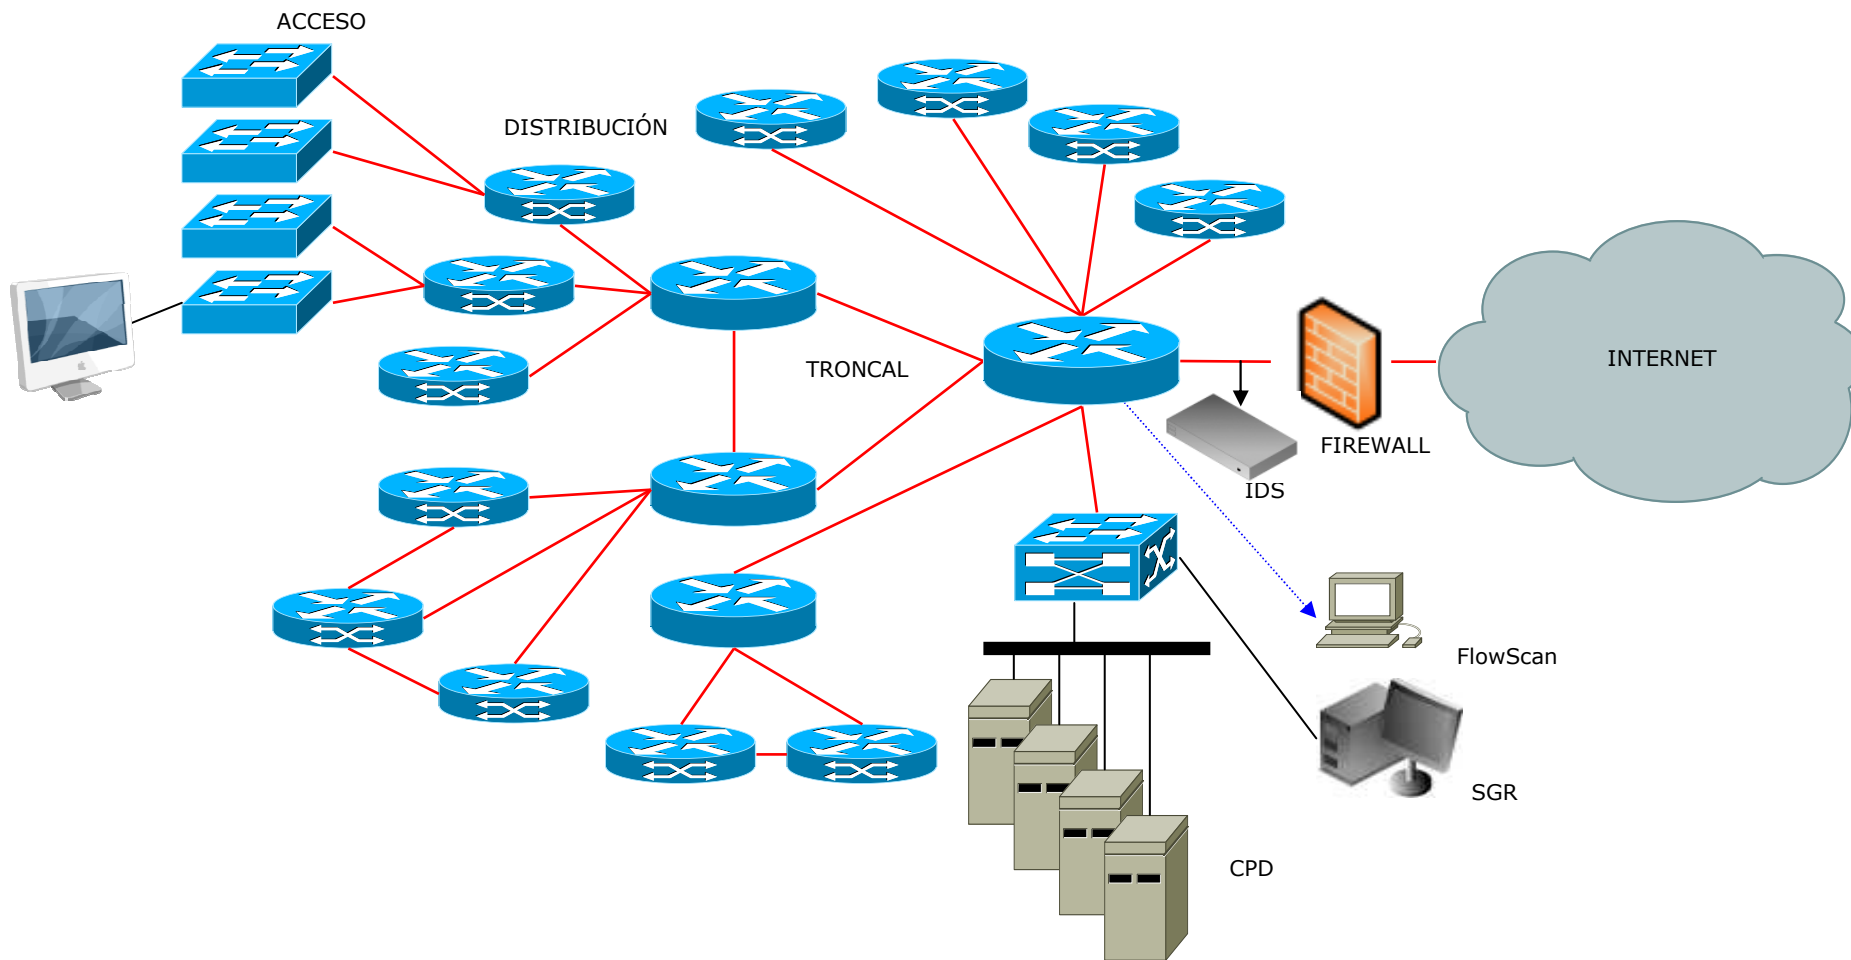 ACCESO
DISTRIBUCIÓN
TRONCAL
INTERNET
FIREWALL
IDS
FlowScan
SGR
CPD